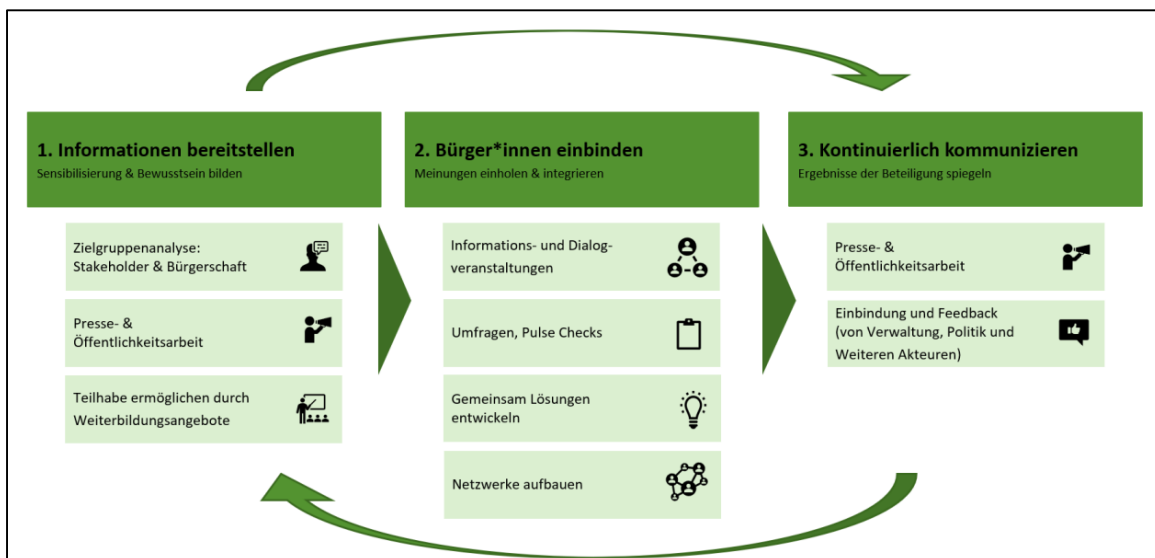 1. Informationen bereitstellen
Sensibilisierung & Bewusstsein bilden
Zielgruppenanalyse:
Stakeholder & Bürgerschaft
Presse- &
Öffentlichkeitsarbeit
Teilhabe ermöglichen durch
Weiterbildungsangebote
2. Bürger*innen einbinden
Meinungen einholen & integrieren
Informations- und Dialog-
veranstaltungen
Umfragen, Pulse Checks
Gemeinsam Lösungen
entwickeln
Netzwerke aufbauen
3. Kontinuierlich kommunizieren
Ergebnisse der Beteiligung spiegeln
Presse- &
Öffentlichkeitsarbeit
Einbindung und Feedback
(von Verwaltung, Politik und
Weiteren Akteuren)